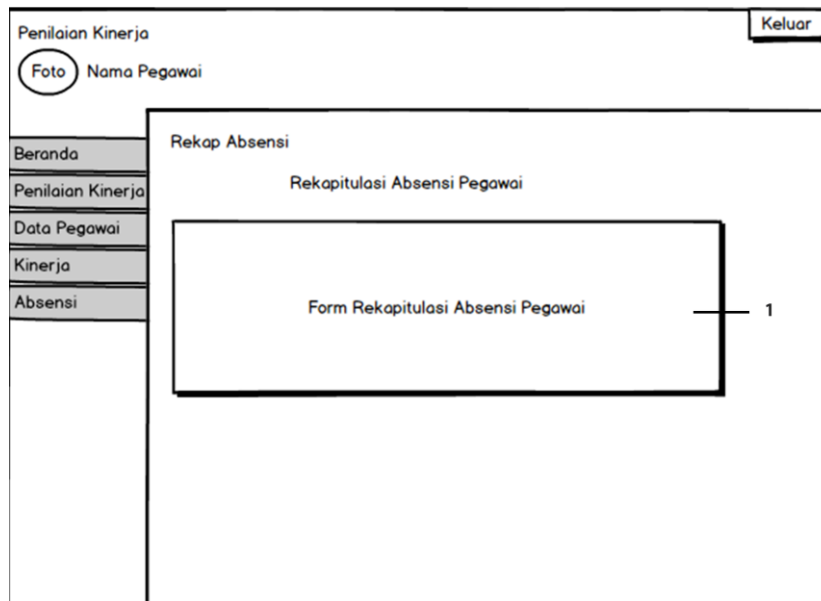 Penilaian Kinerja
Keluar
Foto
Nama Pegawai
Beranda
Penilaian Kinerja
Data Pegawai
Kinerja
Absensi
Rekap Absensi
Rekapitulasi Absensi Pegawai
Form Rekapitulasi Absensi Pegawai
1